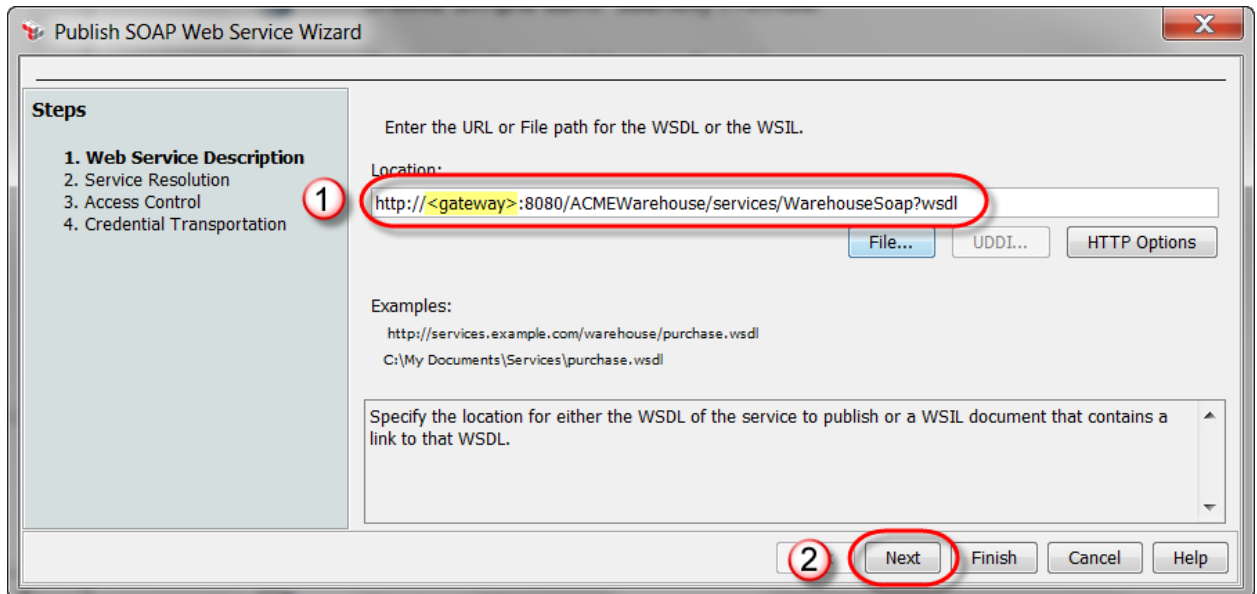 Publish SOAP Web Service Wizard
X
Steps
1. Web Service Description
2. Service Resolution
3. Access Control
4. Credential Transportation
Enter the URL or File path for the WSDL or the WSIL.
Location:
1
http://<gateway>:8080/ACMEWarehouse/services/WarehouseSoap?wsdl
File... UDDI... HTTP Options
Examples:
http://services.example.com/warehouse/purchase.wsdl
C:\My Documents\Services\purchase.wsdl
Specify the location for either the WSDL of the service to publish or a WSIL document that contains a
link to that WSDL.
2 Next Finish Cancel Help